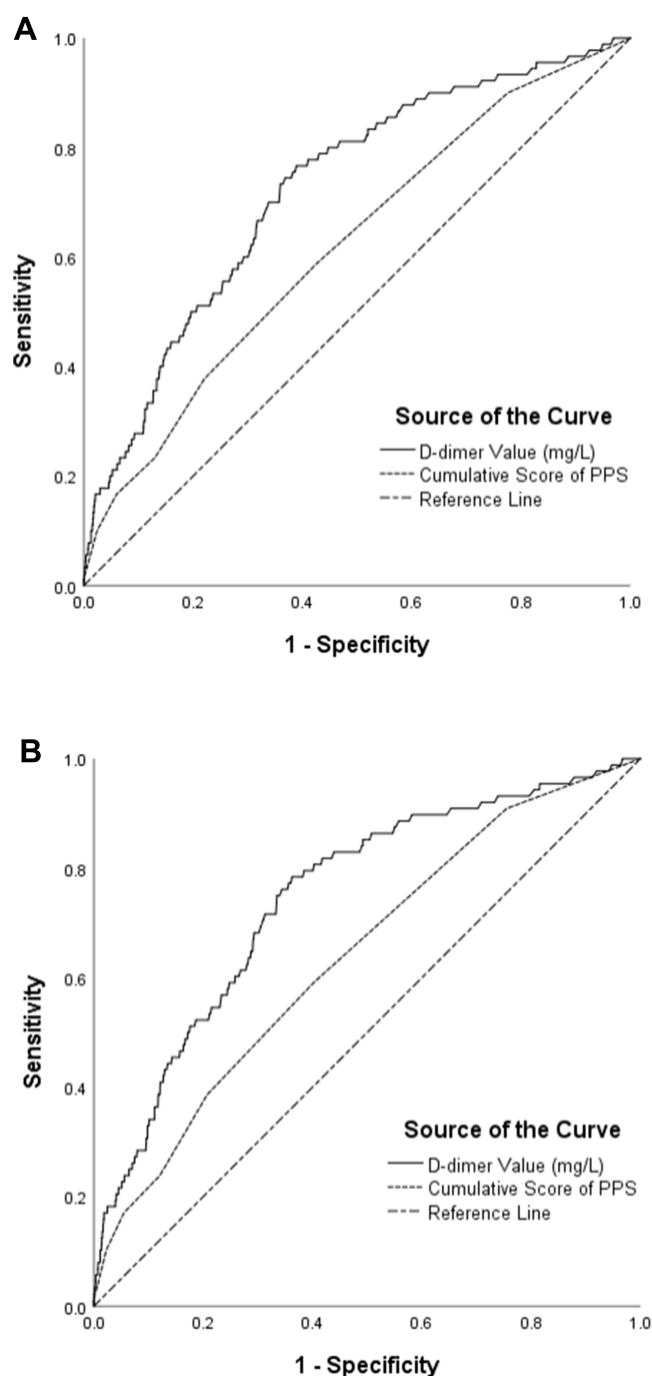 A
1.0
0.8
0.6
0.4
0.2
0.0
Sensitivity
Source of the Curve
D-dimer Value (mg/L)
Cumulative Score of PPS
Reference Line
0.0 0.2 0.4 0.6 0.8 1.0
1 - Specificity
B
1.0
0.8
0.6
0.4
0.2
0.0
Sensitivity
Source of the Curve
D-dimer Value (mg/L)
Cumulative Score of PPS
Reference Line
0.0 0.2 0.4 0.6 0.8 1.0
1 - Specificity